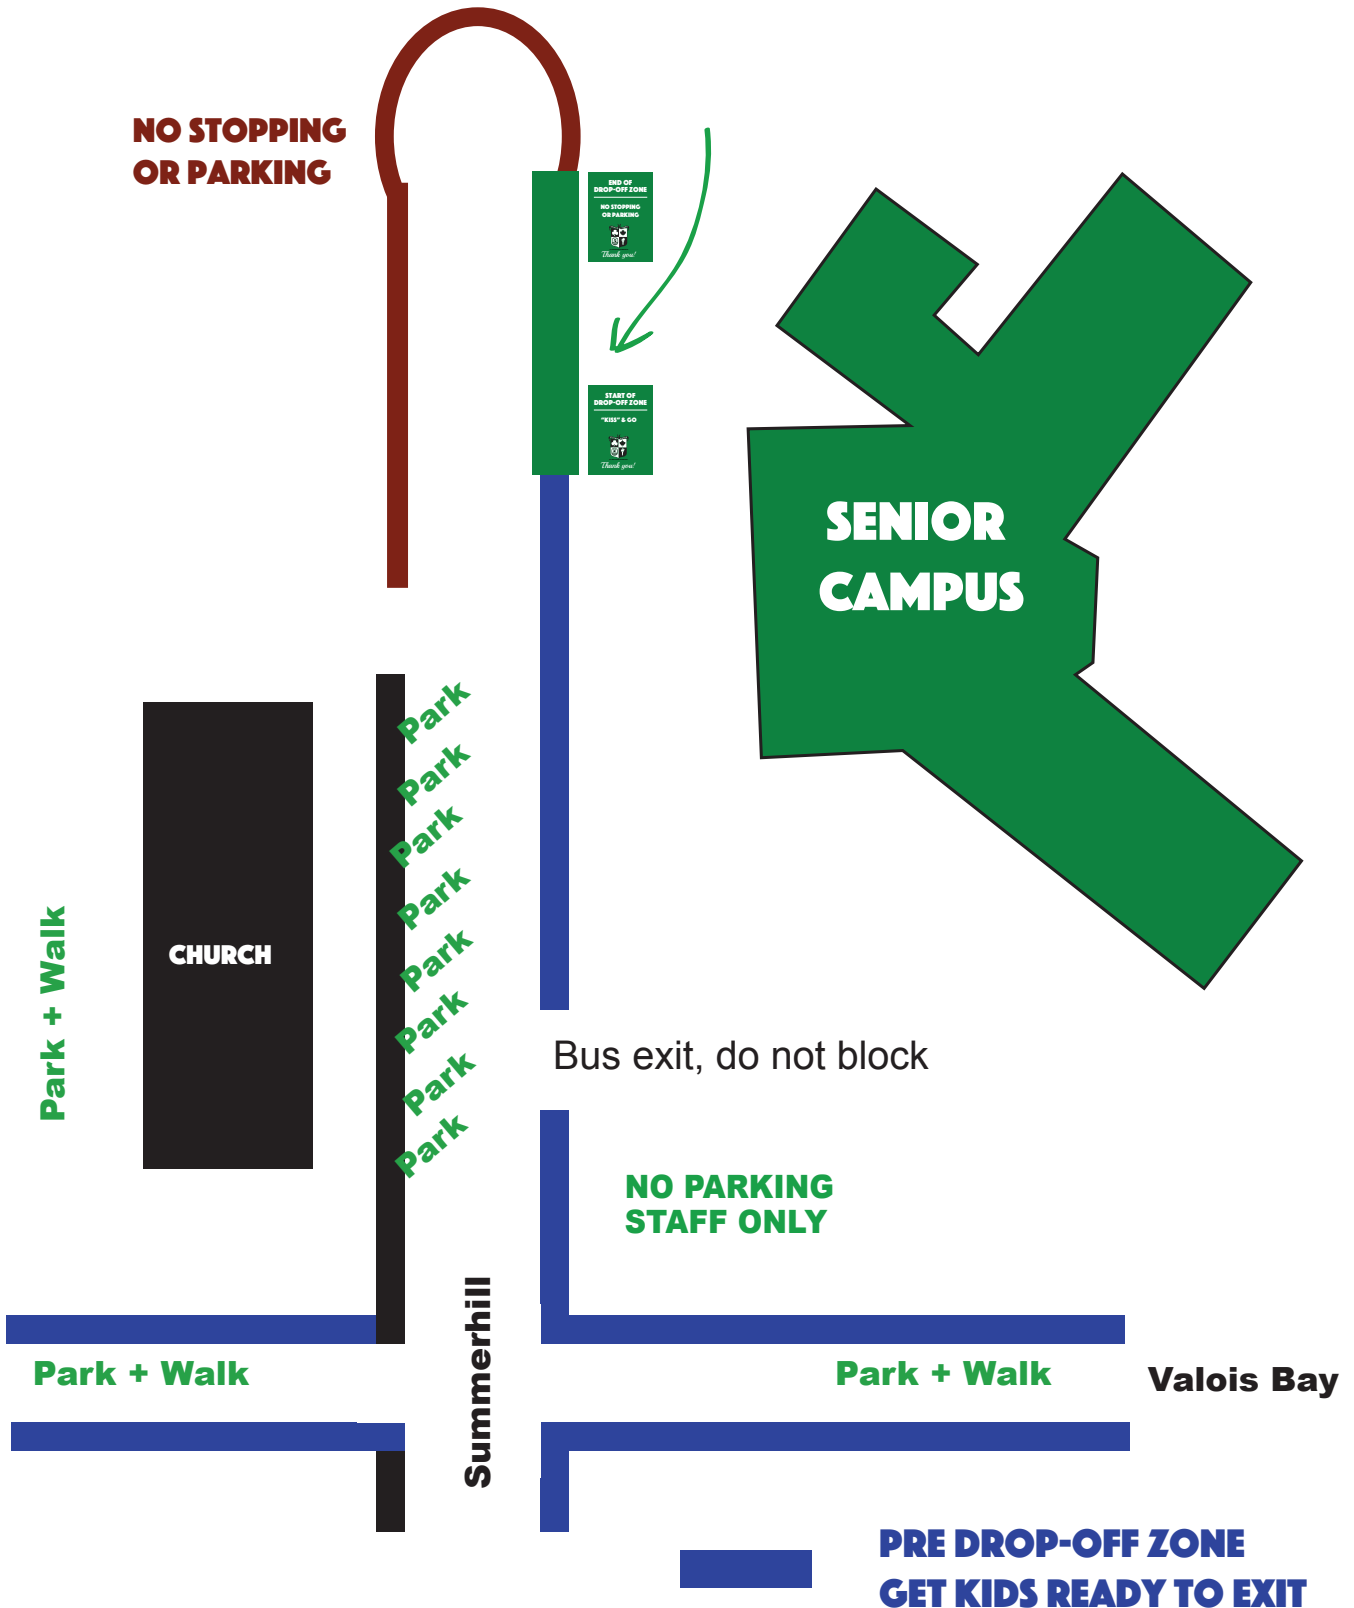 NO STOPPING
OR PARKING
END OF
DROP-OFF ZONE
NO STOPPING
OR PARKING
Thank you!
START OF
DROP-OFF ZONE
"KISS" & GO
Thank you!
SENIOR
CAMPUS
Park
Park
Park
Park
Park
Park
Park
Park
CHURCH
Park + Walk
Bus exit, do not block
NO PARKING
STAFF ONLY
Summerhill
Park + Walk
Park + Walk
Valois Bay
PRE DROP-OFF ZONE
GET KIDS READY TO EXIT